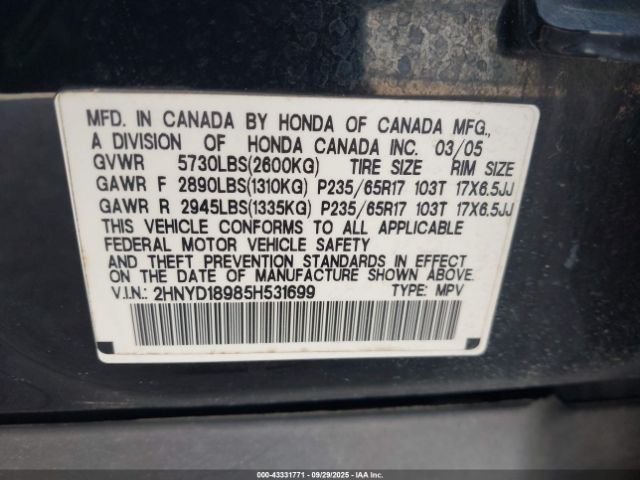 MFD. IN CANADA BY HONDA OF CANADA MFG.,
A DIVISION OF HONDA CANADA INC. 03/05
GVWR 5730LBS(2600KG) TIRE SIZE RIM SIZE
GAWR F 2890LBS(1310KG) P235/65R17 103T 17X6.5JJ
GAWR R 2945LBS(1335KG) P235/65R17 103T 17X6.5JJ
THIS VEHICLE CONFORMS TO ALL APPLICABLE
FEDERAL MOTOR VEHICLE SAFETY
AND THEFT PREVENTION STANDARDS IN EFFECT
ON THE DATE OF MANUFACTURE SHOWN ABOVE.
V.I.N.: 2HNYD18985H531699 TYPE: MPV
000-43331771 - 09/29/2025 - IAAI.COM